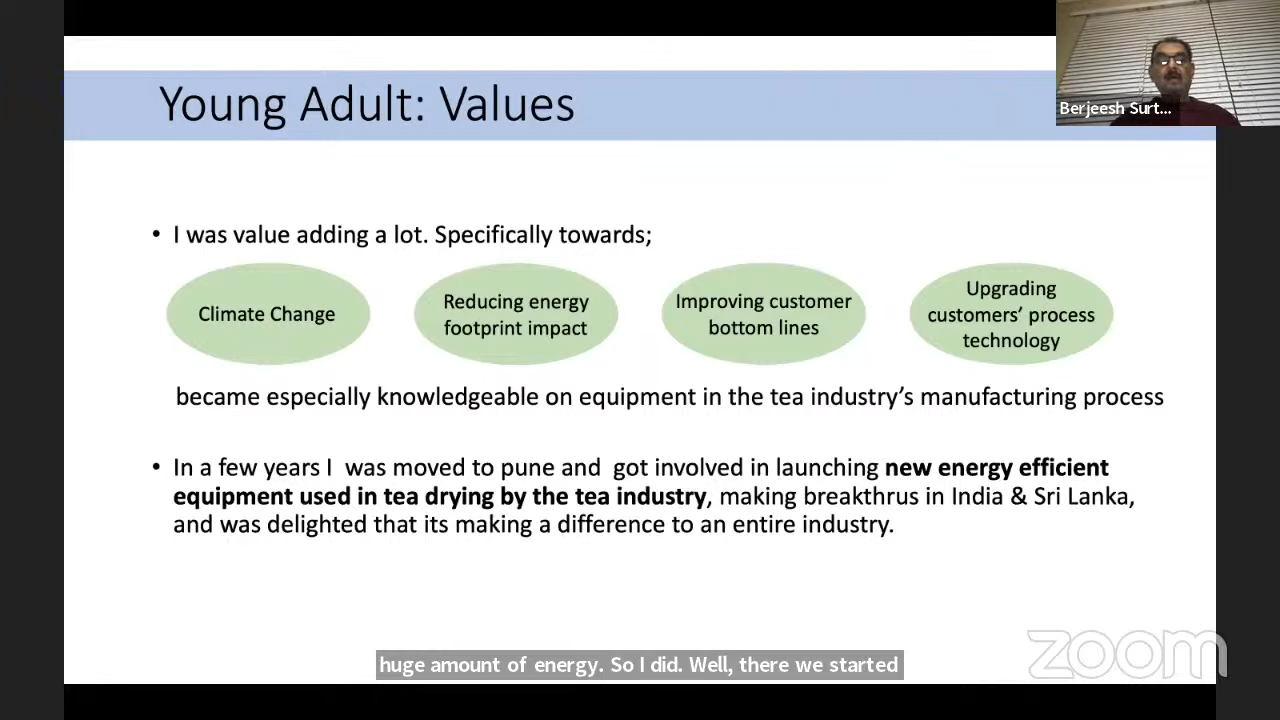 Young Adult: Values
Berjeesh Surt...
• I was value adding a lot. Specifically towards;
Climate Change
Reducing energy
footprint impact
Improving customer
bottom lines
Upgrading
customers’ process
technology
became especially knowledgeable on equipment in the tea industry’s manufacturing process
• In a few years I was moved to pune and got involved in launching new energy efficient
equipment used in tea drying by the tea industry, making breakthrus in India & Sri Lanka,
and was delighted that its making a difference to an entire industry.
huge amount of energy. So I did. Well, there we started
zoom